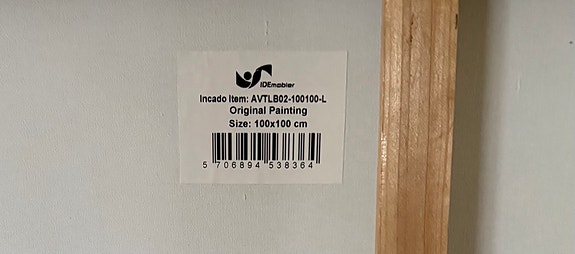 IDEmøbler
Incado Item: AVTLB02-100100-L
Original Painting
Size: 100x100 cm
5 706894 538364